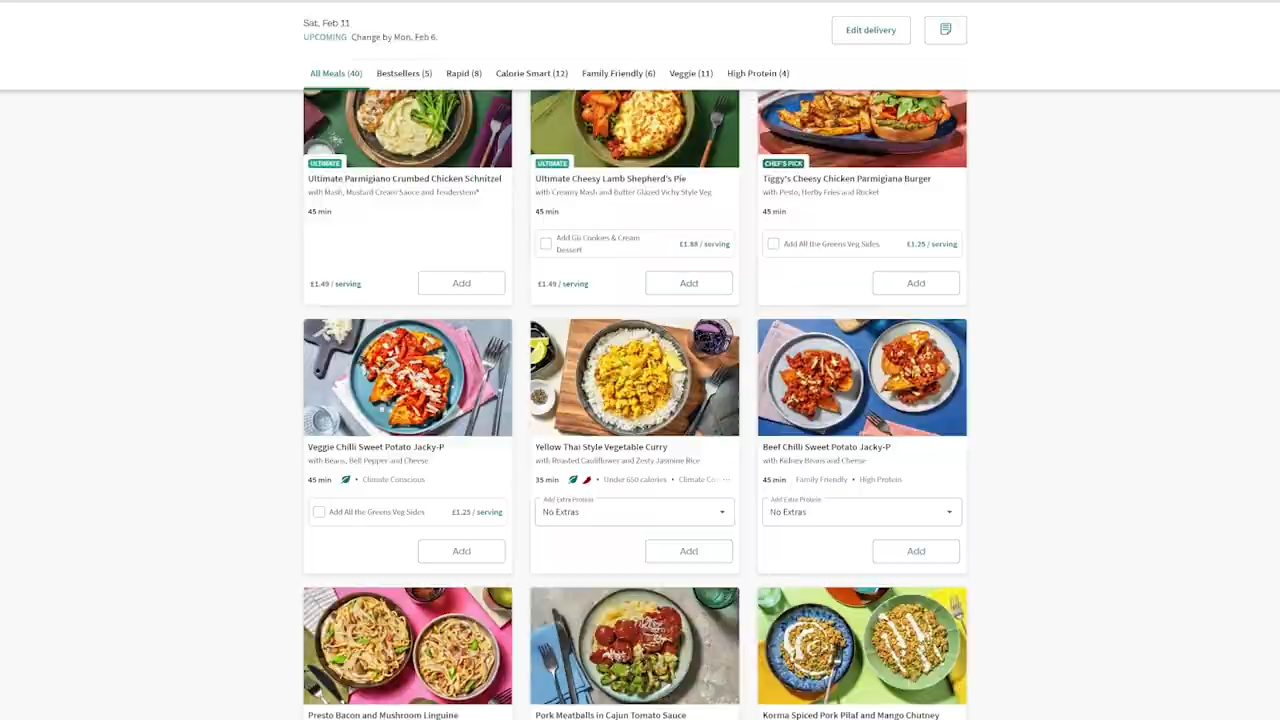 Sat, Feb 11
UPCOMING Change by Mon, Feb 6.
Edit delivery
All Meals (40) Bestsellers (5) Rapid (8) Calorie Smart (12) Family Friendly (6) Veggie (11) High Protein (4)
ULTIMATE
Ultimate Parmigiano Crumbed Chicken Schnitzel
with Mash, Mustard Cream Sauce and Tenderstem®
45 min
£1.49 / serving
Add
ULTIMATE
Ultimate Cheesy Lamb Shepherd's Pie
with Creamy Mash and Butter Glazed Vichy Style Veg
45 min
Add Gü Cookies & Cream
Dessert
£1.88 / serving
£1.49 / serving
Add
CHEF'S PICK
Tiggy's Cheesy Chicken Parmigiana Burger
with Pesto, Herby Fries and Rocket
45 min
Add All the Greens Veg Sides £1.25 / serving
Add
Veggie Chilli Sweet Potato Jacky-P
with Beans, Bell Pepper and Cheese
45 min • Climate Conscious
Add All the Greens Veg Sides £1.25 / serving
Add
Yellow Thai Style Vegetable Curry
with Roasted Cauliflower and Zesty Jasmine Rice
35 min • Under 650 calories • Climate Co ...
Add Extra Protein
No Extras
Add
Beef Chilli Sweet Potato Jacky-P
with Kidney Beans and Cheese
45 min Family Friendly • High Protein
Add Extra Protein
No Extras
Add
Presto Bacon and Mushroom Linguine
Pork Meatballs in Cajun Tomato Sauce
Korma Spiced Pork Pilaf and Mango Chutney